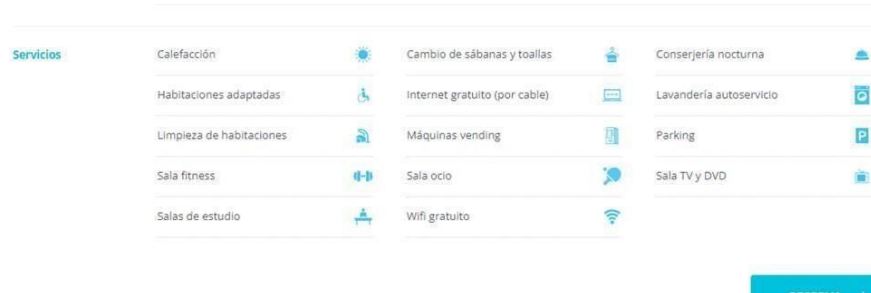 Servicios
Calefacción
Cambio de sábanas y toallas
Conserjería nocturna
Habitaciones adaptadas
Internet gratuito (por cable)
Lavandería autoservicio
Limpieza de habitaciones
Máquinas vending
Parking
P
Sala fitness
Sala ocio
Sala TV y DVD
Salas de estudio
Wifi gratuito